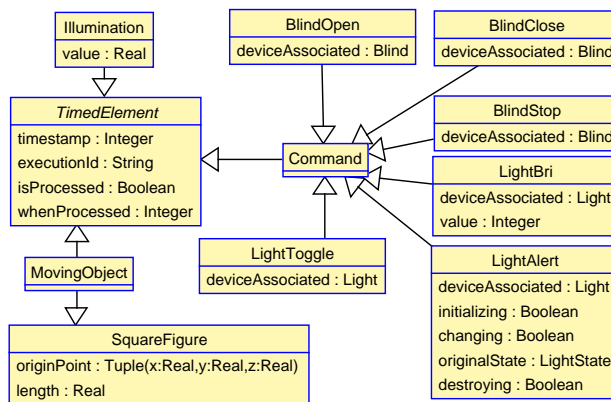 Illumination
value : Real
TimedElement
timestamp : Integer
executionId : String
isProcessed : Boolean
whenProcessed : Integer
MovingObject
SquareFigure
originPoint : Tuple(x:Real,y:Real,z:Real)
length : Real
BlindOpen
deviceAssociated : Blind
Command
LightToggle
deviceAssociated : Light
BlindClose
deviceAssociated : Blind
BlindStop
deviceAssociated : Blind
LightBri
deviceAssociated : Light
value : Integer
LightAlert
deviceAssociated : Light
initializing : Boolean
changing : Boolean
originalState : LightState
destroying : Boolean